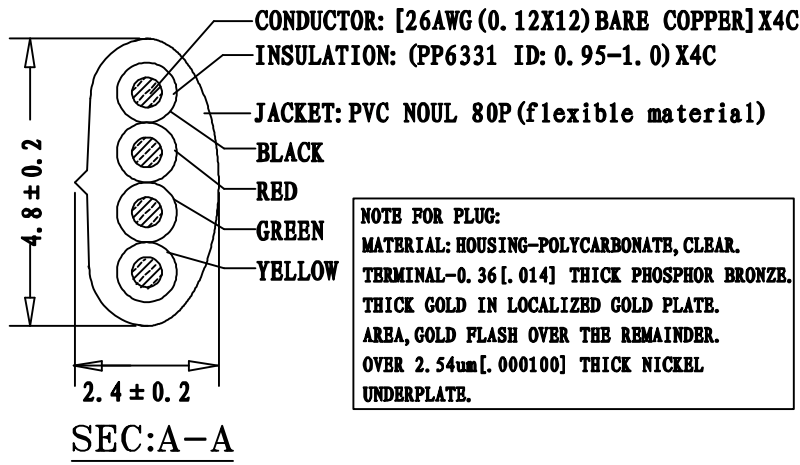 CONDUCTOR: [26AWG(0.12X12)BARE COPPER]X4C
INSULATION: (PP6331 ID:0.95-1.0)X4C
JACKET:PVC NOUL 80P(flexible material)
BLACK
RED
GREEN
YELLOW
4.8±0.2
2.4±0.2
SEC:A-A
NOTE FOR PLUG:
MATERIAL:HOUSING-POLYCARBONATE,CLEAR.
TERMINAL-0.36[.014] THICK PHOSPHOR BRONZE.
THICK GOLD IN LOCALIZED GOLD PLATE.
AREA,GOLD FLASH OVER THE REMAINDER.
OVER 2.54um[.000100] THICK NICKEL
UNDERPLATE.